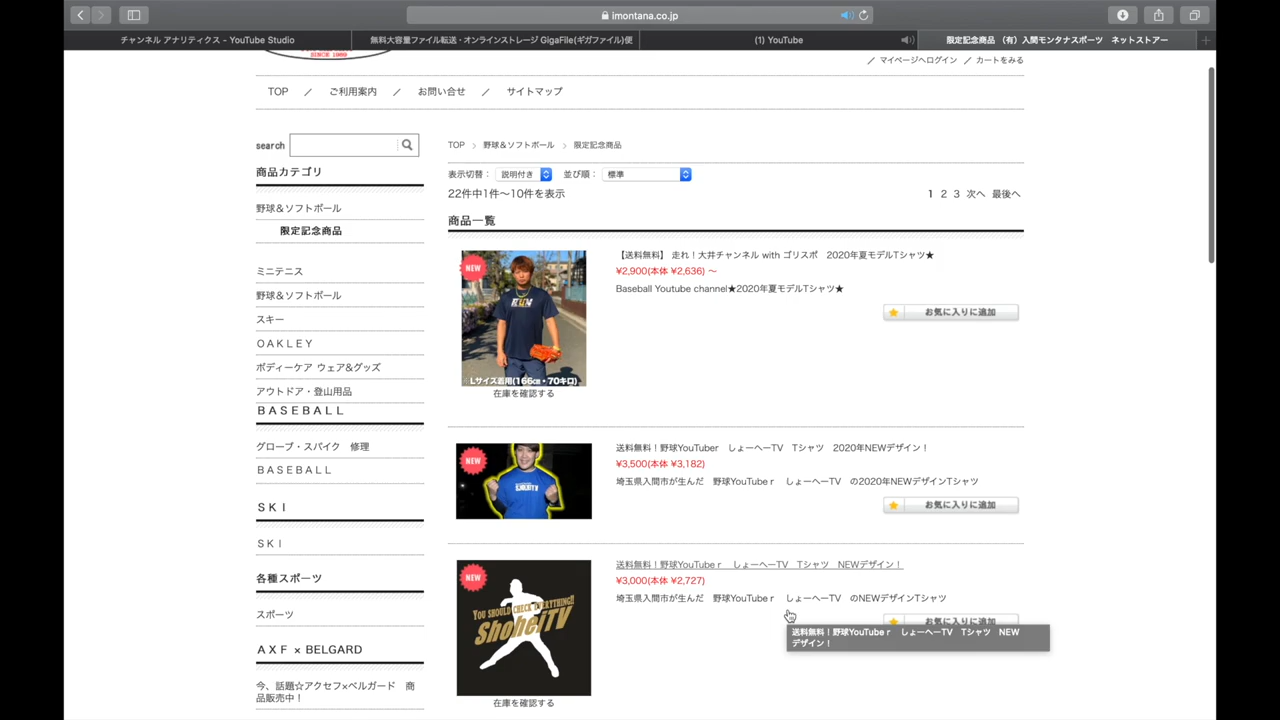 imontana.co.jp
チャンネル アナリティクス - YouTube Studio
無料大容量ファイル転送・オンラインストレージ GigaFile(ギガファイル)便
(1) YouTube
限定記念商品 （有）入間モンタナスポーツ ネットストアー
SINCE 1989
／ マイページへログイン ／ カートをみる
TOP ／ ご利用案内 ／ お問い合せ ／ サイトマップ
search
商品カテゴリ
野球＆ソフトボール
限定記念商品
ミニテニス
野球＆ソフトボール
スキー
ＯＡＫＬＥＹ
ボディーケア ウェア&グッズ
アウトドア・登山用品
ＢＡＳＥＢＡＬＬ
グローブ・スパイク 修理
ＢＡＳＥＢＡＬＬ
ＳＫＩ
ＳＫＩ
各種スポーツ
スポーツ
ＡＸＦ × BELGARD
今、話題☆アクセフ×ベルガード 商
品販売中！
TOP > 野球＆ソフトボール > 限定記念商品
表示切替： 説明付き 並び順： 標準
22件中1件～10件を表示
1 2 3 次へ 最後へ
商品一覧
NEW
Lサイズ着用(166㎝・70キロ)
在庫を確認する
【送料無料】 走れ！大井チャンネル with ゴリスポ 2020年夏モデルTシャツ★
¥2,900(本体 ¥2,636) ～
Baseball Youtube channel★2020年夏モデルTシャツ★
お気に入りに追加
NEW
送料無料！野球YouTuber しょーへーTV Tシャツ 2020年NEWデザイン！
¥3,500(本体 ¥3,182)
埼玉県入間市が生んだ 野球YouTubeｒ しょーへーTV の2020年NEWデザインTシャツ
お気に入りに追加
NEW
YOU SHOULD CHECK EVERYTHING!!
ShoheiTV
在庫を確認する
送料無料！野球YouTubeｒ しょーへーTV Tシャツ NEWデザイン！
¥3,000(本体 ¥2,727)
埼玉県入間市が生んだ 野球YouTubeｒ しょーへーTV のNEWデザインTシャツ
お気に入りに追加
送料無料！野球YouTubeｒ しょーへーTV Tシャツ NEW
デザイン！